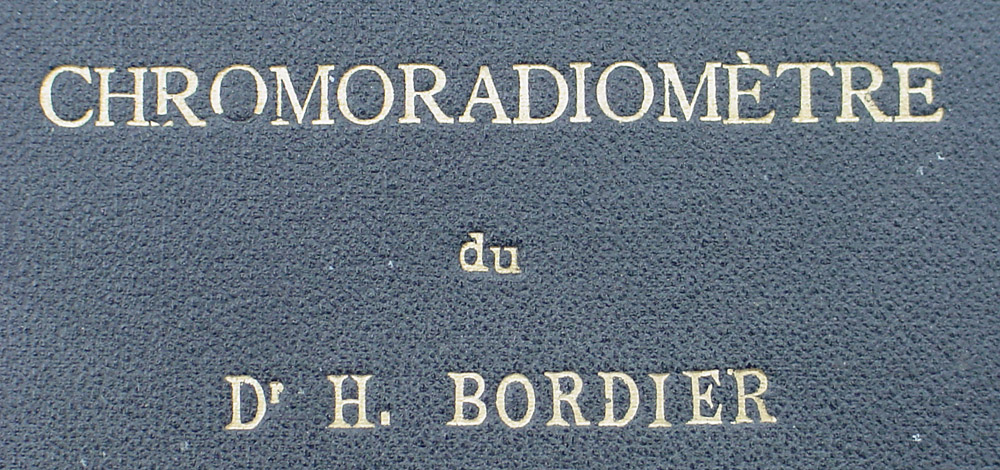 CHROMORADIOMÈTRE
du
Dr H. BORDIER